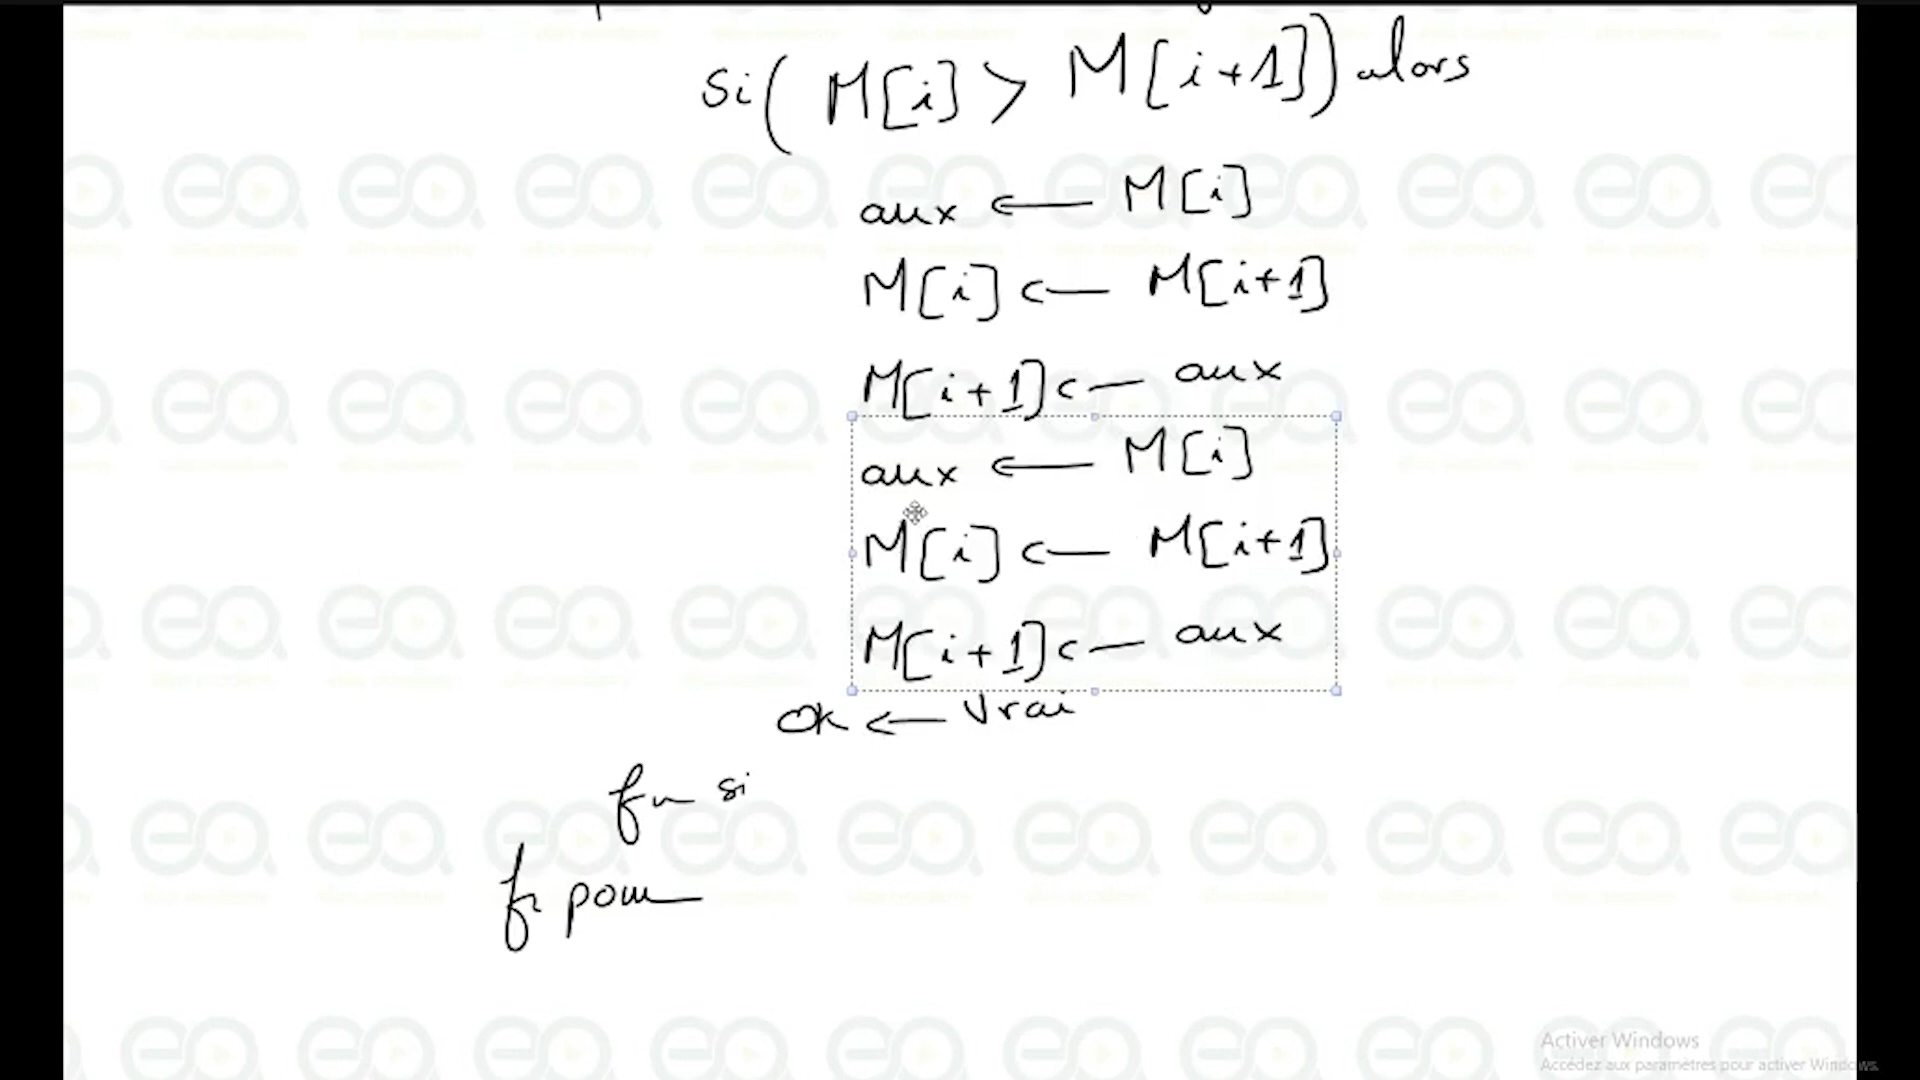 si ( M[i] > M[i+1] ) alors
aux ← M[i]
M[i] ← M[i+1]
M[i+1] ← aux
aux ← M[i]
M[i] ← M[i+1]
M[i+1] ← aux
ok ← Vrai
fin si
fin pour
Activer Windows
Accédez aux paramètres pour activer Windows.